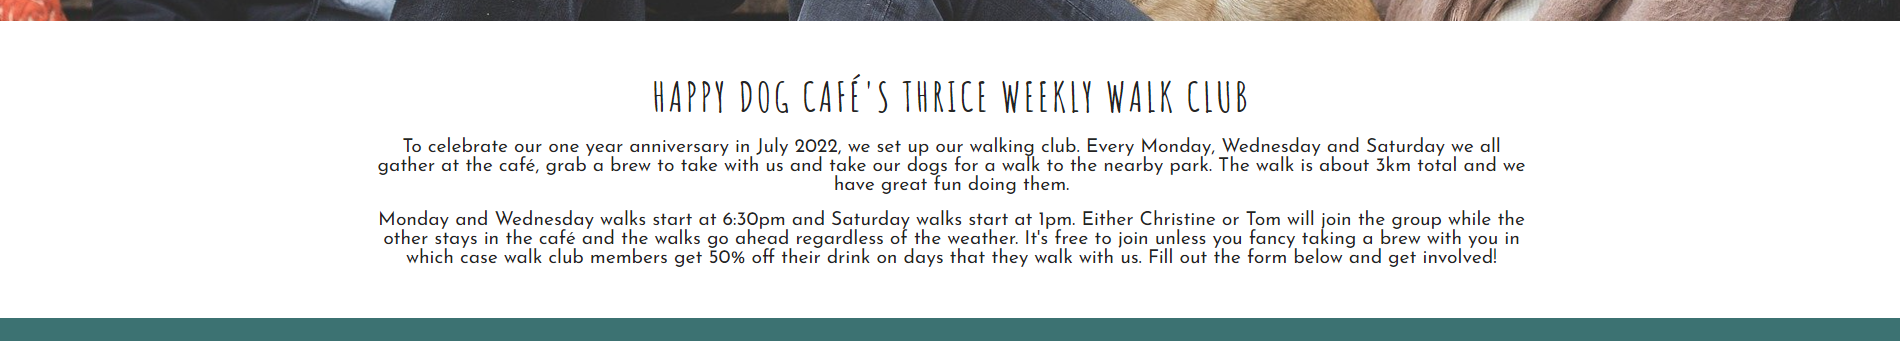 HAPPY DOG CAFÉ'S THRICE WEEKLY WALK CLUB
To celebrate our one year anniversary in July 2022, we set up our walking club. Every Monday, Wednesday and Saturday we all
gather at the café, grab a brew to take with us and take our dogs for a walk to the nearby park. The walk is about 3km total and we
have great fun doing them.
Monday and Wednesday walks start at 6:30pm and Saturday walks start at 1pm. Either Christine or Tom will join the group while the
other stays in the café and the walks go ahead regardless of the weather. It's free to join unless you fancy taking a brew with you in
which case walk club members get 50% off their drink on days that they walk with us. Fill out the form below and get involved!